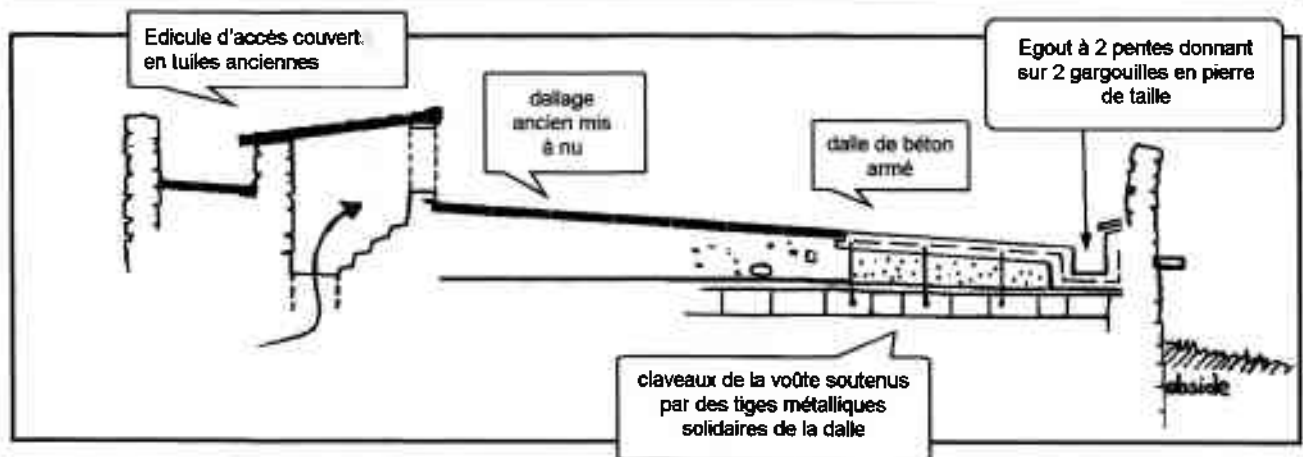 Edicule d'accès couvert
en tuiles anciennes
Egout à 2 pentes donnant
sur 2 gargouilles en pierre
de taille
dallage
ancien mis
à nu
dalle de béton
armé
claveaux de la voûte soutenus
par des tiges métalliques
solidaires de la dalle
abside